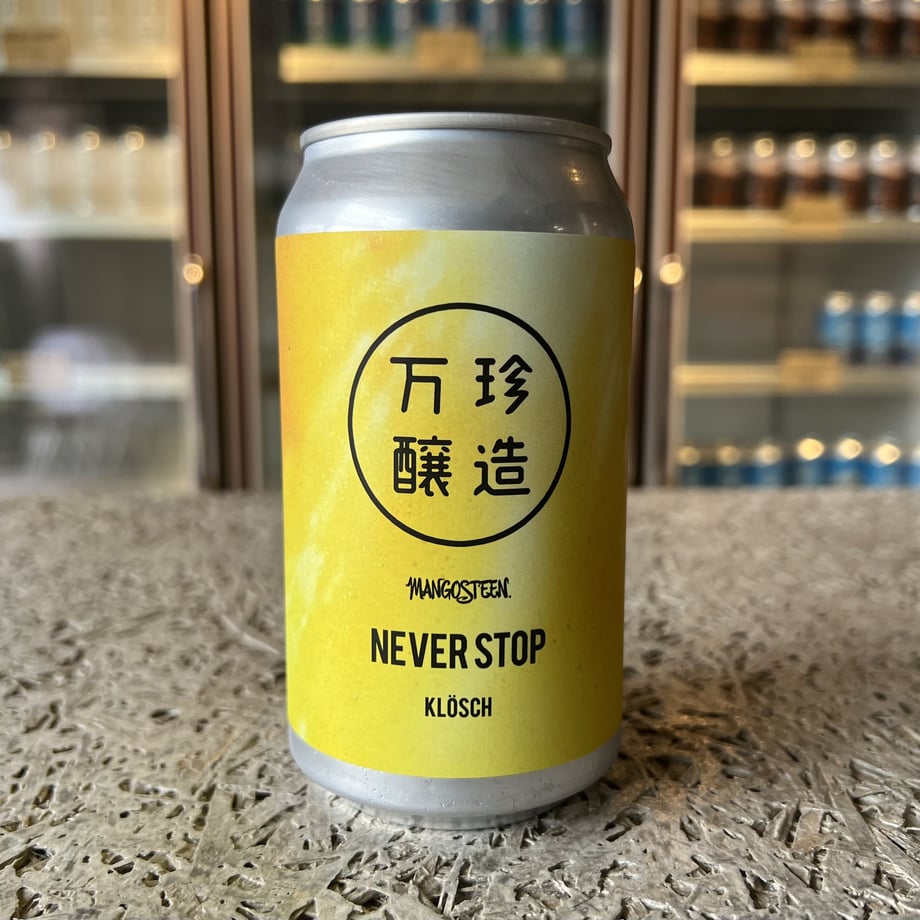 万珍
醸造
MANGOSTEEN.
NEVER STOP
KLÖSCH